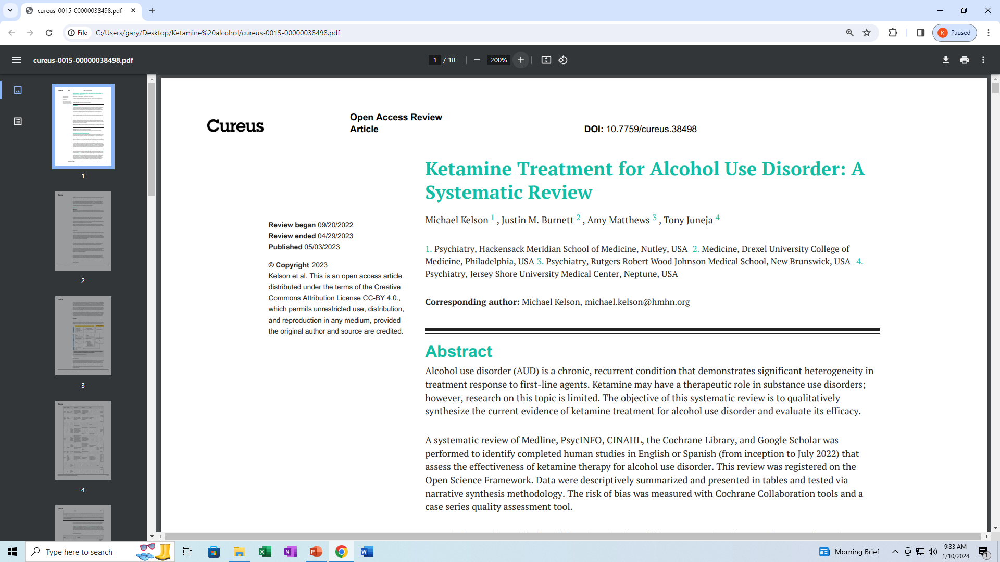 cureus-0015-00000038498.pdf
File
C:/Users/gary/Desktop/Ketamine%20alcohol/cureus-0015-00000038498.pdf
K
Paused
cureus-0015-00000038498.pdf
1 / 18
200%
1
2
3
4
Cureus
Open Access Review
Article
DOI: 10.7759/cureus.38498
Ketamine Treatment for Alcohol Use Disorder: A
Systematic Review
Michael Kelson 1 , Justin M. Burnett 2 , Amy Matthews 3 , Tony Juneja 4
Review began 09/20/2022
Review ended 04/29/2023
Published 05/03/2023
© Copyright 2023
Kelson et al. This is an open access article
distributed under the terms of the Creative
Commons Attribution License CC-BY 4.0.,
which permits unrestricted use, distribution,
and reproduction in any medium, provided
the original author and source are credited.
1. Psychiatry, Hackensack Meridian School of Medicine, Nutley, USA 2. Medicine, Drexel University College of
Medicine, Philadelphia, USA 3. Psychiatry, Rutgers Robert Wood Johnson Medical School, New Brunswick, USA 4.
Psychiatry, Jersey Shore University Medical Center, Neptune, USA
Corresponding author: Michael Kelson, michael.kelson@hmhn.org
Abstract
Alcohol use disorder (AUD) is a chronic, recurrent condition that demonstrates significant heterogeneity in
treatment response to first-line agents. Ketamine may have a therapeutic role in substance use disorders;
however, research on this topic is limited. The objective of this systematic review is to qualitatively
synthesize the current evidence of ketamine treatment for alcohol use disorder and evaluate its efficacy.
A systematic review of Medline, PsycINFO, CINAHL, the Cochrane Library, and Google Scholar was
performed to identify completed human studies in English or Spanish (from inception to July 2022) that
assess the effectiveness of ketamine therapy for alcohol use disorder. This review was registered on the
Open Science Framework. Data were descriptively summarized and presented in tables and tested via
narrative synthesis methodology. The risk of bias was measured with Cochrane Collaboration tools and a
case series quality assessment tool.
Type here to search
Morning Brief
9:33 AM
1/10/2024
1